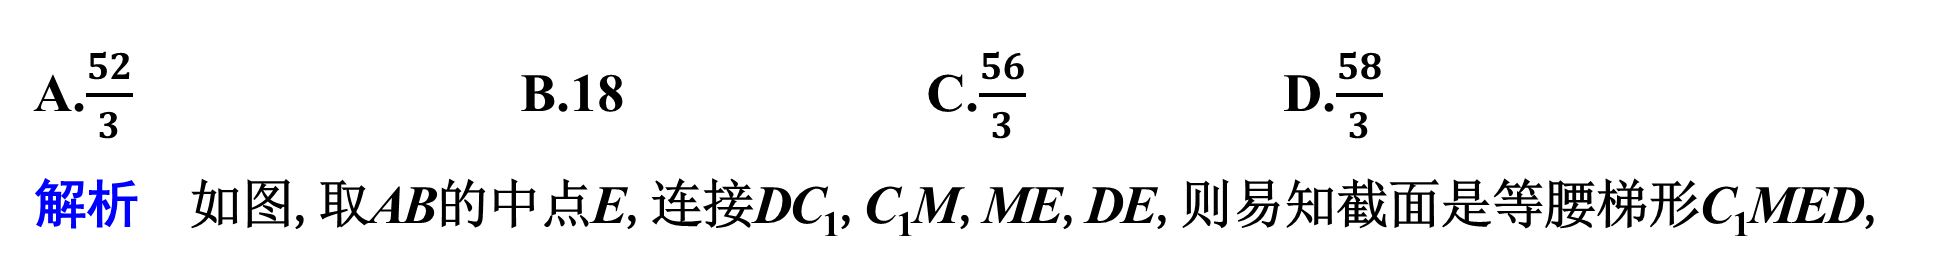 A.52/3 B.18 C.56/3 D.58/3
解析 如图,取AB的中点E,连接DC₁,C₁M,ME,DE,则易知截面是等腰梯形C₁MED,